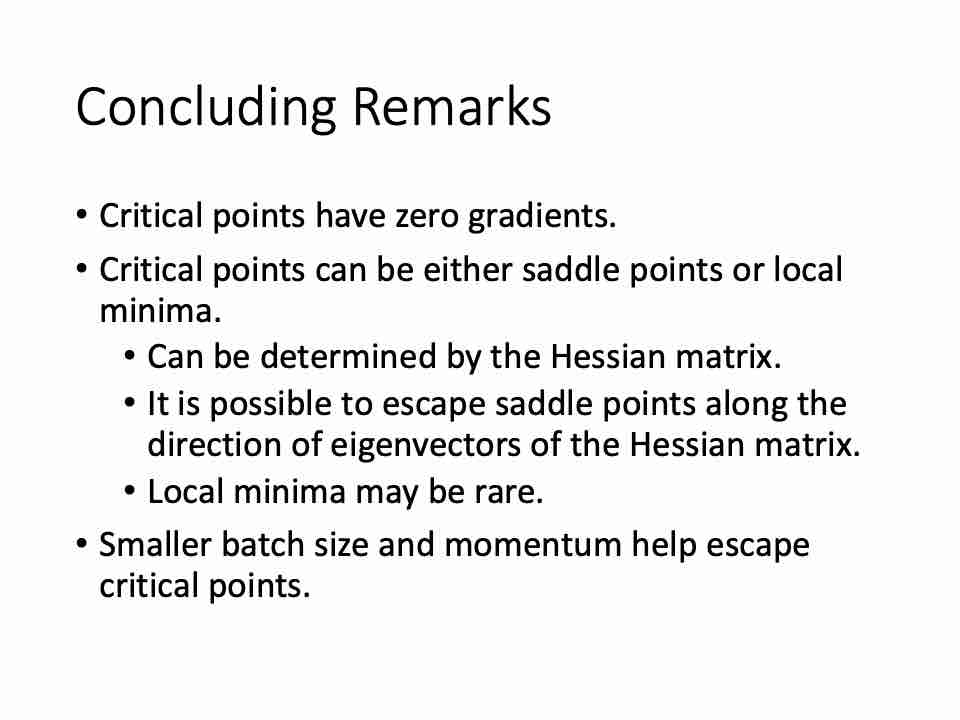 Concluding Remarks
• Critical points have zero gradients.
• Critical points can be either saddle points or local
minima.
• Can be determined by the Hessian matrix.
• It is possible to escape saddle points along the
direction of eigenvectors of the Hessian matrix.
• Local minima may be rare.
• Smaller batch size and momentum help escape
critical points.